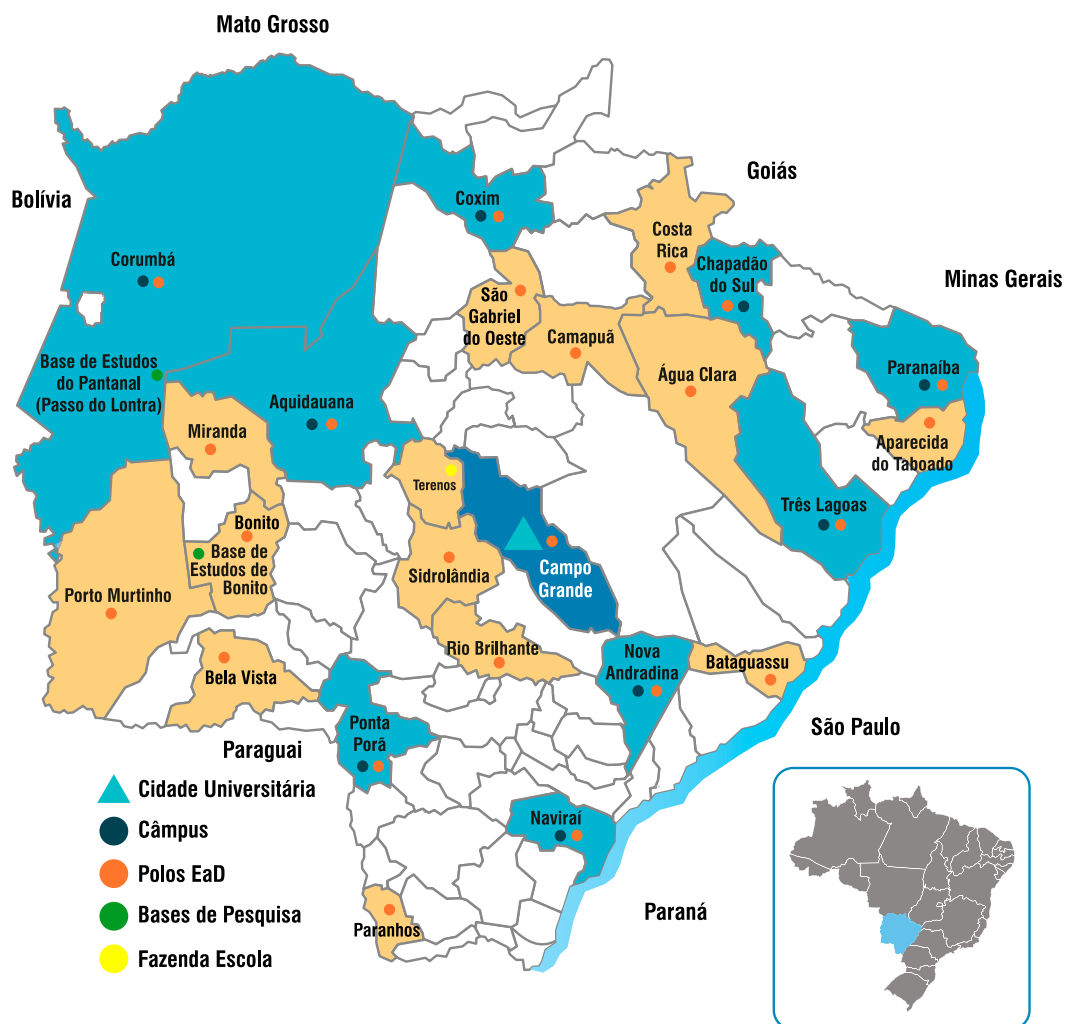 Mato Grosso
Goiás
Bolívia
Minas Gerais
Coxim
Costa
Rica
Corumbá
Chapadão
do Sul
São
Gabriel
do Oeste
Camapuã
Base de Estudos
do Pantanal
(Passo do Lontra)
Água Clara
Paranaíba
Aquidauana
Miranda
Aparecida
do Taboado
Terenos
Três Lagoas
Bonito
Base de
Estudos de
Bonito
Sidrolândia
Campo
Grande
Porto Murtinho
Rio Brilhante
Nova
Andradina
Bataguassu
Bela Vista
São Paulo
Ponta
Porã
Paraguai
Cidade Universitária
Câmpus
Naviraí
Polos EaD
Bases de Pesquisa
Paraná
Paranhos
Fazenda Escola